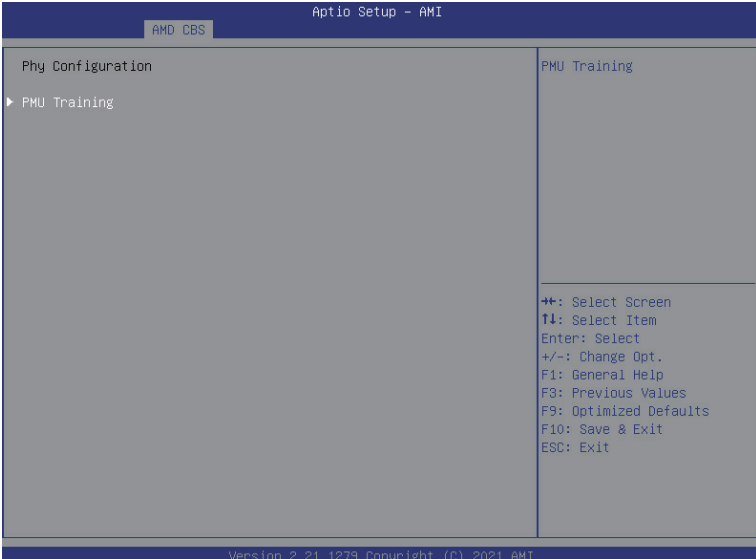 Aptio Setup – AMI
AMD CBS
Phy Configuration
PMU Training
PMU Training
→←: Select Screen
↑↓: Select Item
Enter: Select
+/-: Change Opt.
F1: General Help
F3: Previous Values
F9: Optimized Defaults
F10: Save & Exit
ESC: Exit
Version 2.21.1279 Copyright (C) 2021 AMI